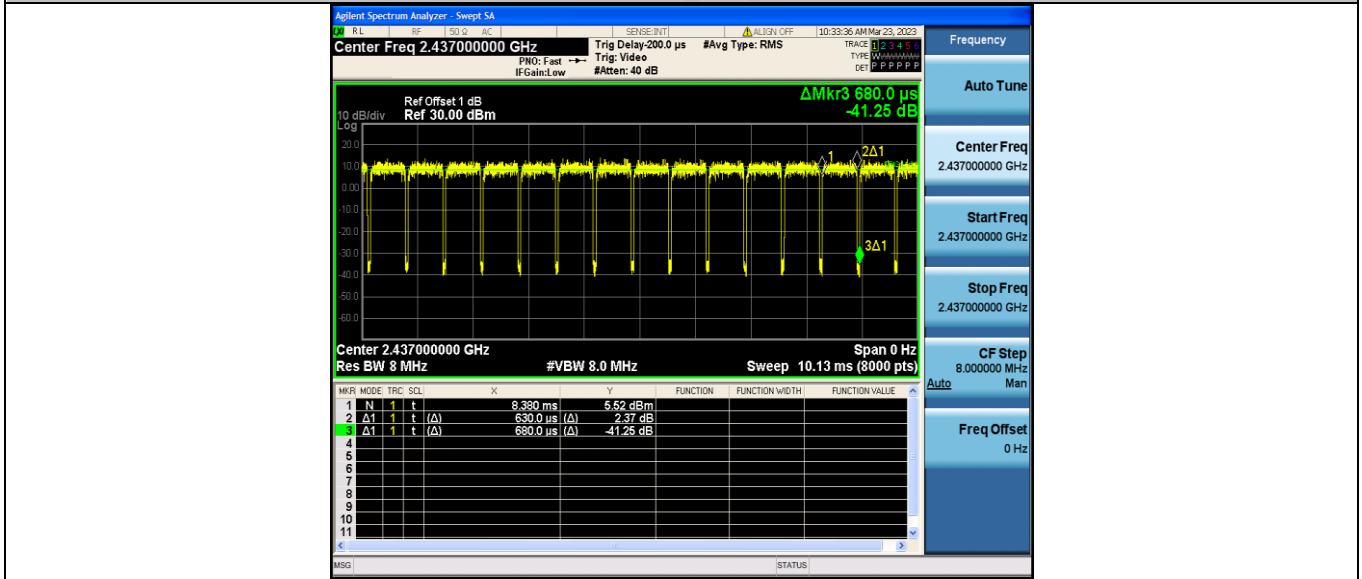 Agilent Spectrum Analyzer - Swept SA
RL RF 50 Ω AC SENSE:INT ALIGN OFF 10:33:36 AM Mar 23, 2023
Center Freq 2.437000000 GHz
PNO: Fast
IFGain:Low
Trig Delay-200.0 µs
Trig: Video
#Atten: 40 dB
#Avg Type: RMS
TRACE 1 2 3 4 5 6
TYPE W
DET P P P P P P
ΔMkr3 680.0 µs
-41.25 dB
Ref Offset 1 dB
10 dB/div Ref 30.00 dBm
Log
20.0
10.0
0.00
-10.0
-20.0
-30.0
-40.0
-50.0
-60.0
1
2Δ1
3Δ1
Center 2.437000000 GHz Span 0 Hz
Res BW 8 MHz #VBW 8.0 MHz Sweep 10.13 ms (8000 pts)
MKR MODE TRC SCL X Y FUNCTION FUNCTION WIDTH FUNCTION VALUE
1 N 1 t 8.380 ms 5.52 dBm
2 Δ1 1 t (Δ) 630.0 µs (Δ) 2.37 dB
3 Δ1 1 t (Δ) 680.0 µs (Δ) -41.25 dB
4
5
6
7
8
9
10
11
MSG STATUS
Frequency
Auto Tune
Center Freq
2.437000000 GHz
Start Freq
2.437000000 GHz
Stop Freq
2.437000000 GHz
CF Step
8.000000 MHz
Auto Man
Freq Offset
0 Hz